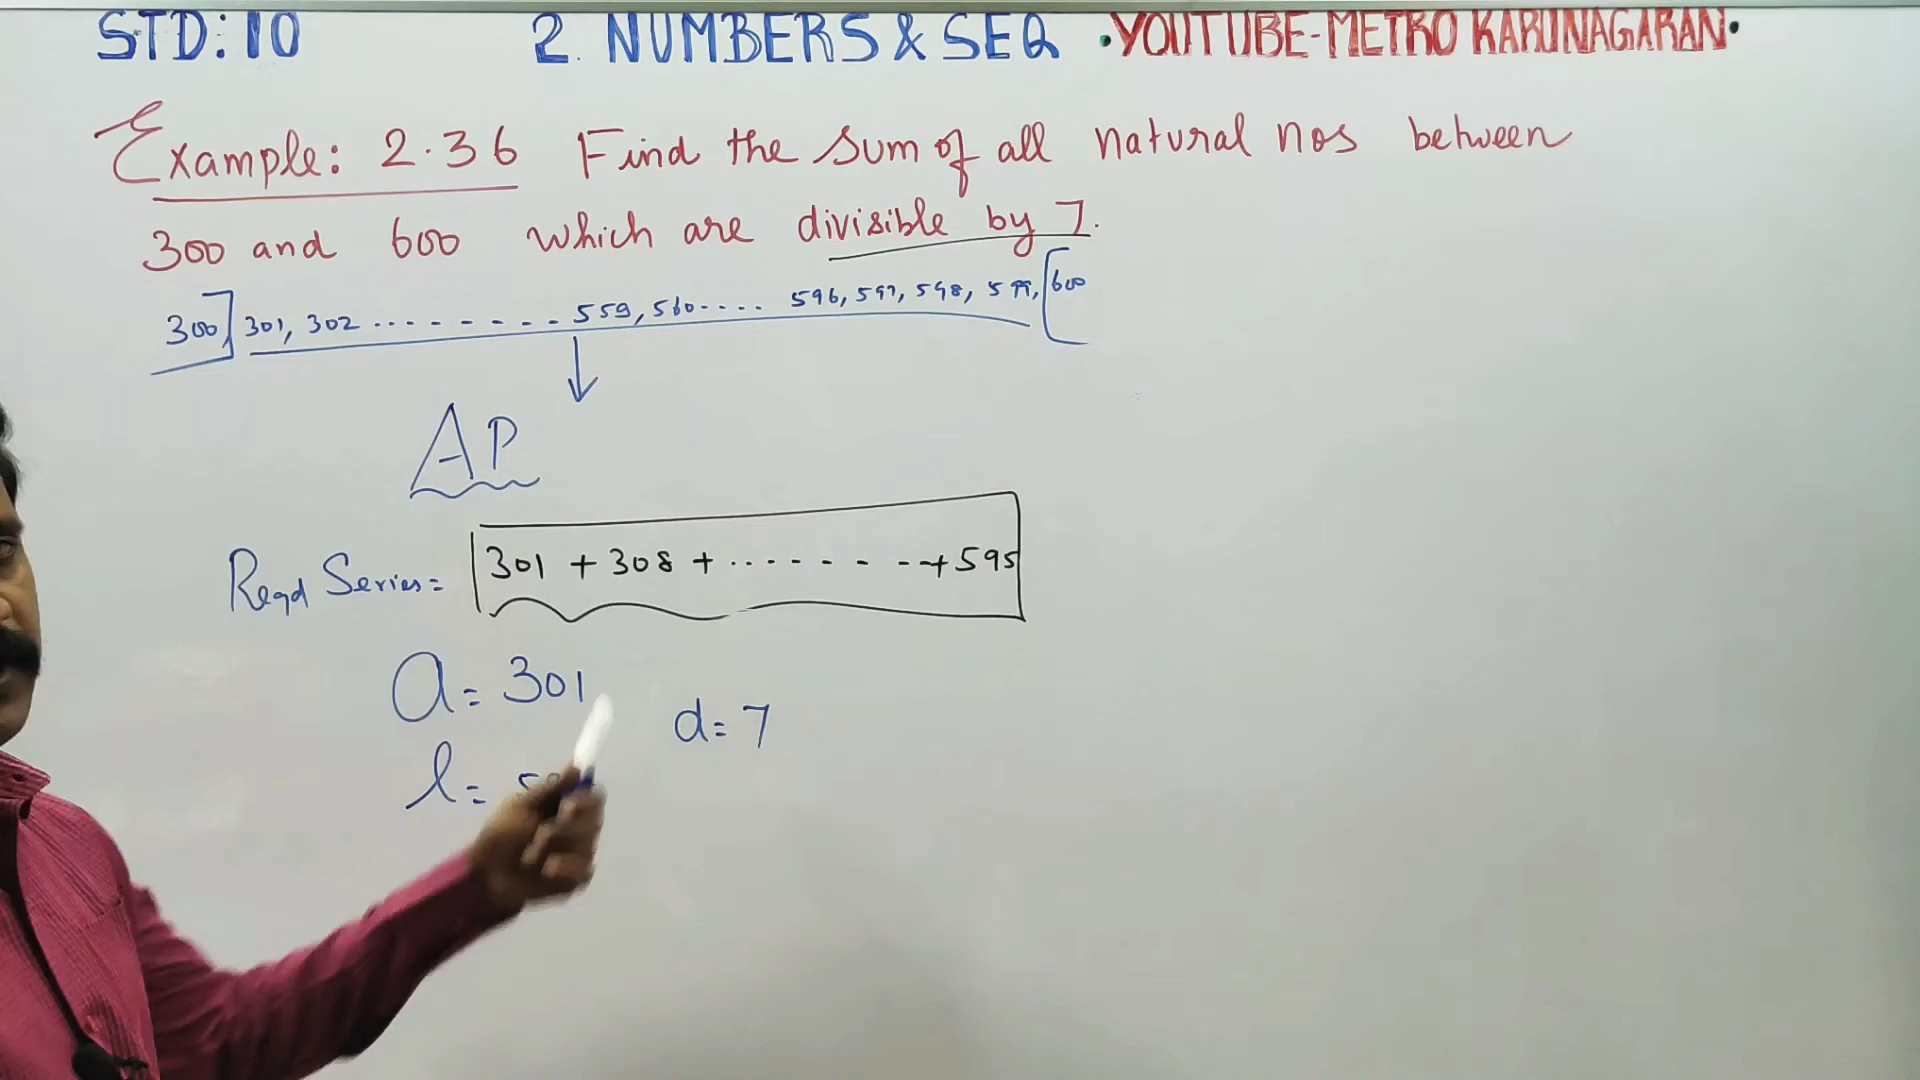 STD: 10 2. NUMBERS & SEQ • YOUTUBE-METRO KARUNAGARAN •
Example: 2.36 Find the sum of all natural nos between
300 and 600 which are divisible by 7.
300, 301, 302 ......... 559, 560.... 596, 597, 598, 599, 600
AP
Reqd Series = 301 + 308 + ........ + 595
a = 301
d = 7
l =